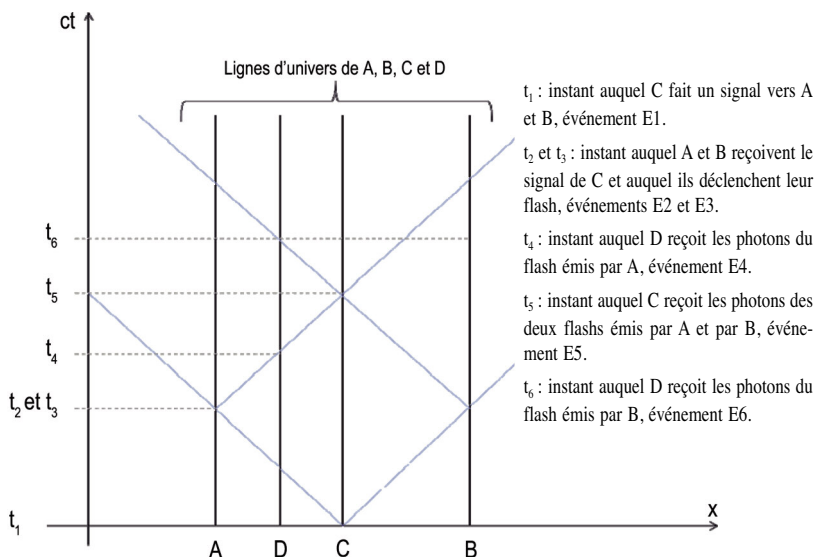 ct
Lignes d'univers de A, B, C et D
t₁ : instant auquel C fait un signal vers A
et B, événement E1.
t₂ et t₃ : instant auquel A et B reçoivent le
signal de C et auquel ils déclenchent leur
flash, événements E2 et E3.
t₄ : instant auquel D reçoit les photons du
flash émis par A, événement E4.
t₅ : instant auquel C reçoit les photons des
deux flashs émis par A et par B, événe-
ment E5.
t₆ : instant auquel D reçoit les photons du
flash émis par B, événement E6.
t₆
t₅
t₄
t₂ et t₃
t₁
x
A D C B